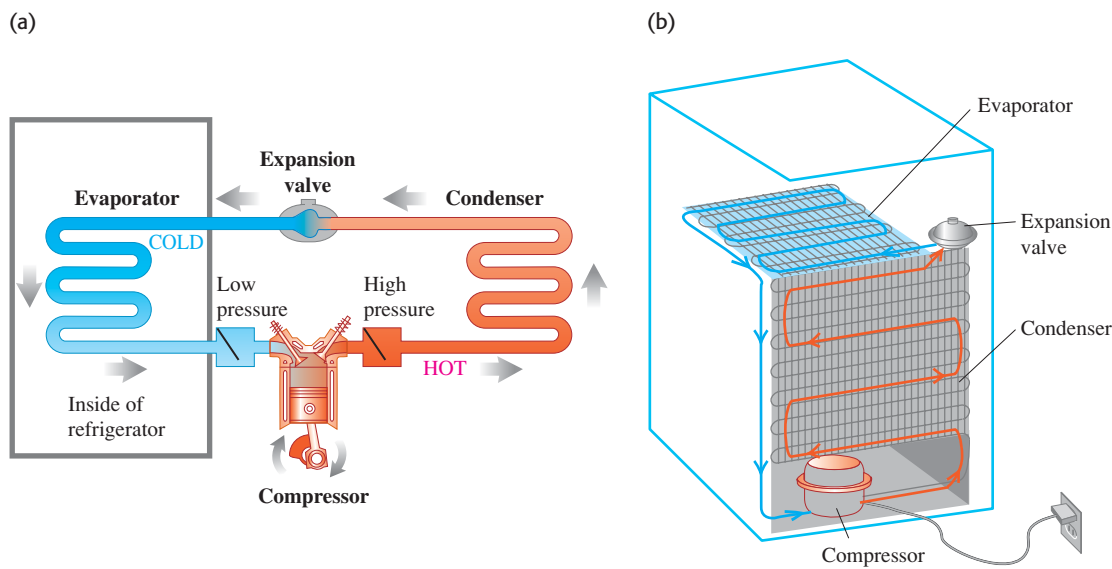 (a)
Expansion
valve
Evaporator
Condenser
COLD
Low
pressure
High
pressure
HOT
Inside of
refrigerator
Compressor
(b)
Evaporator
Expansion
valve
Condenser
Compressor